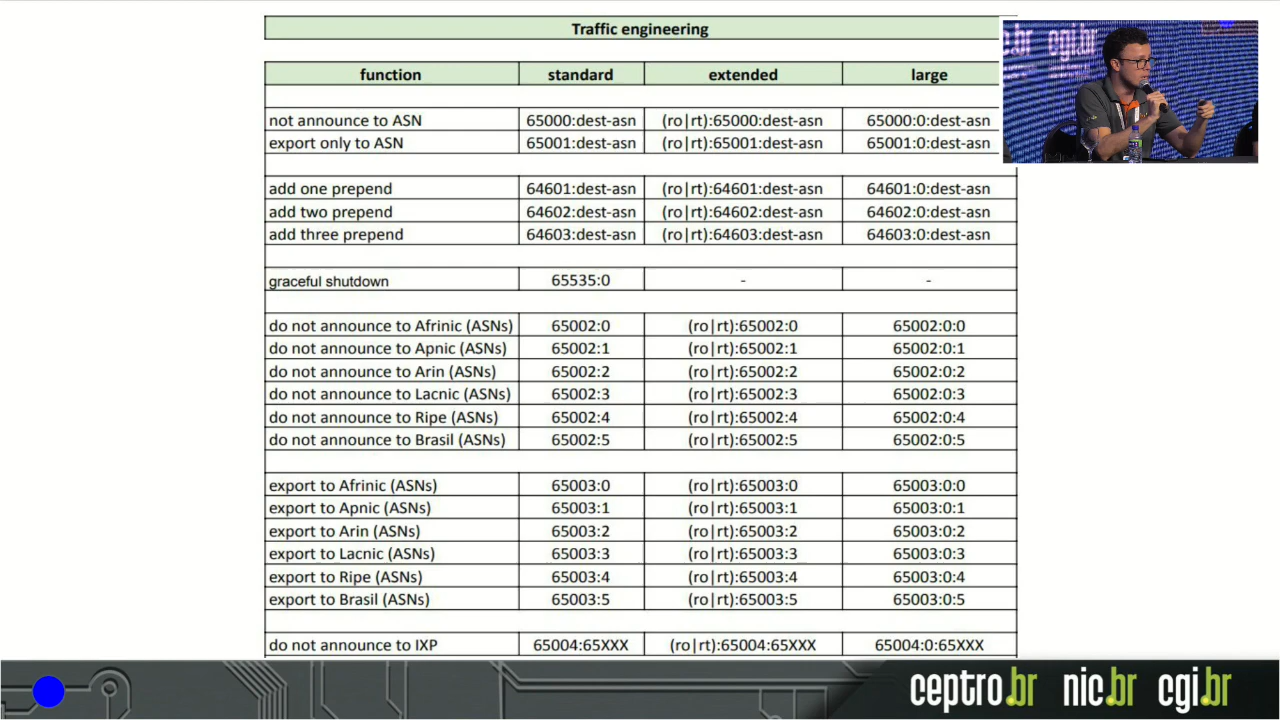 Traffic engineering
function standard extended large
not announce to ASN 65000:dest-asn (ro|rt):65000:dest-asn 65000:0:dest-asn
export only to ASN 65001:dest-asn (ro|rt):65001:dest-asn 65001:0:dest-asn
add one prepend 64601:dest-asn (ro|rt):64601:dest-asn 64601:0:dest-asn
add two prepend 64602:dest-asn (ro|rt):64602:dest-asn 64602:0:dest-asn
add three prepend 64603:dest-asn (ro|rt):64603:dest-asn 64603:0:dest-asn
graceful shutdown 65535:0 - -
do not announce to Afrinic (ASNs) 65002:0 (ro|rt):65002:0 65002:0:0
do not announce to Apnic (ASNs) 65002:1 (ro|rt):65002:1 65002:0:1
do not announce to Arin (ASNs) 65002:2 (ro|rt):65002:2 65002:0:2
do not announce to Lacnic (ASNs) 65002:3 (ro|rt):65002:3 65002:0:3
do not announce to Ripe (ASNs) 65002:4 (ro|rt):65002:4 65002:0:4
do not announce to Brasil (ASNs) 65002:5 (ro|rt):65002:5 65002:0:5
export to Afrinic (ASNs) 65003:0 (ro|rt):65003:0 65003:0:0
export to Apnic (ASNs) 65003:1 (ro|rt):65003:1 65003:0:1
export to Arin (ASNs) 65003:2 (ro|rt):65003:2 65003:0:2
export to Lacnic (ASNs) 65003:3 (ro|rt):65003:3 65003:0:3
export to Ripe (ASNs) 65003:4 (ro|rt):65003:4 65003:0:4
export to Brasil (ASNs) 65003:5 (ro|rt):65003:5 65003:0:5
do not announce to IXP 65004:65XXX (ro|rt):65004:65XXX 65004:0:65XXX
.br cgi.br
ceptro.br nic.br cgi.br